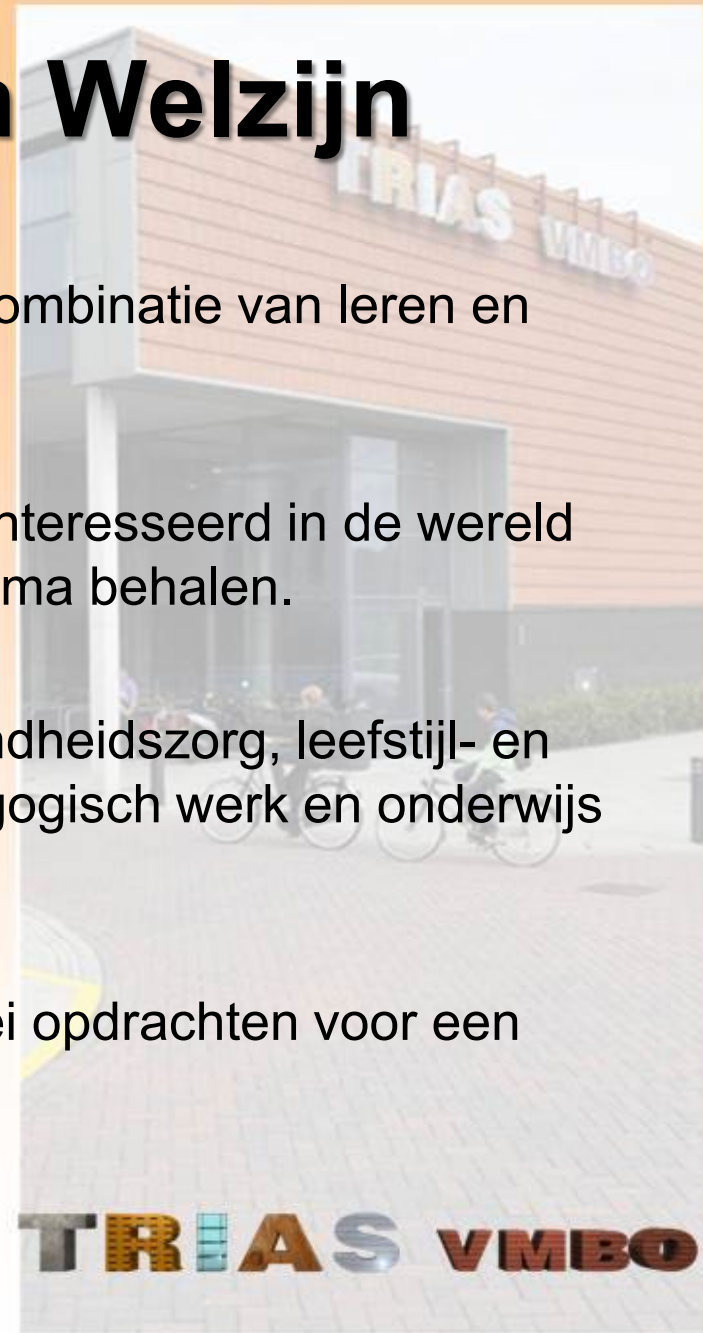 n Welzijn
TRIAS VMBO
ombinatie van leren en
nteresseerd in de wereld
ma behalen.
ndheidszorg, leefstijl- en
gogisch werk en onderwijs
ei opdrachten voor een
TRIAS VMBO